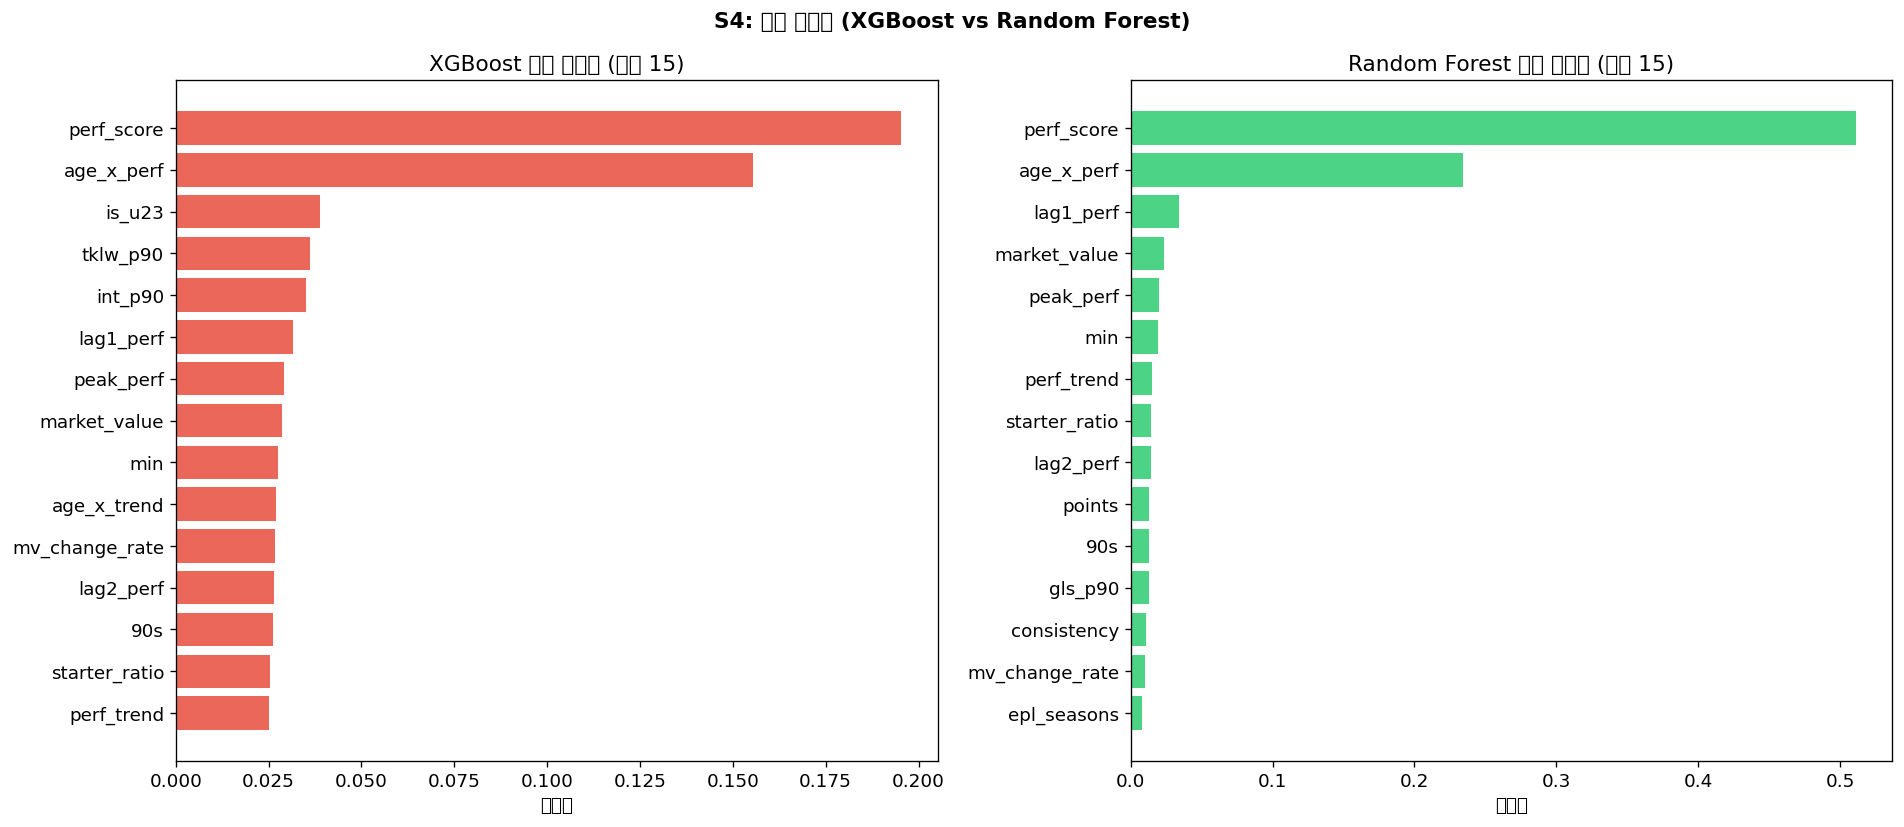 S4: (XGBoost vs Random Forest)
XGBoost ( 15)
perf_score
age_x_perf
is_u23
tklw_p90
int_p90
lag1_perf
peak_perf
market_value
min
age_x_trend
mv_change_rate
lag2_perf
90s
starter_ratio
perf_trend
0.000 0.025 0.050 0.075 0.100 0.125 0.150 0.175 0.200
Random Forest ( 15)
perf_score
age_x_perf
lag1_perf
market_value
peak_perf
min
perf_trend
starter_ratio
lag2_perf
points
90s
gls_p90
consistency
mv_change_rate
epl_seasons
0.0 0.1 0.2 0.3 0.4 0.5